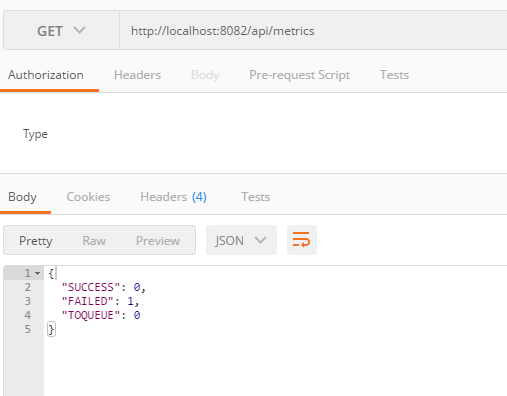 GET http://localhost:8082/api/metrics
Authorization Headers Body Pre-request Script Tests
Type
Body Cookies Headers (4) Tests
Pretty Raw Preview JSON
1 {
2 "SUCCESS": 0,
3 "FAILED": 1,
4 "TOQUEUE": 0
5 }